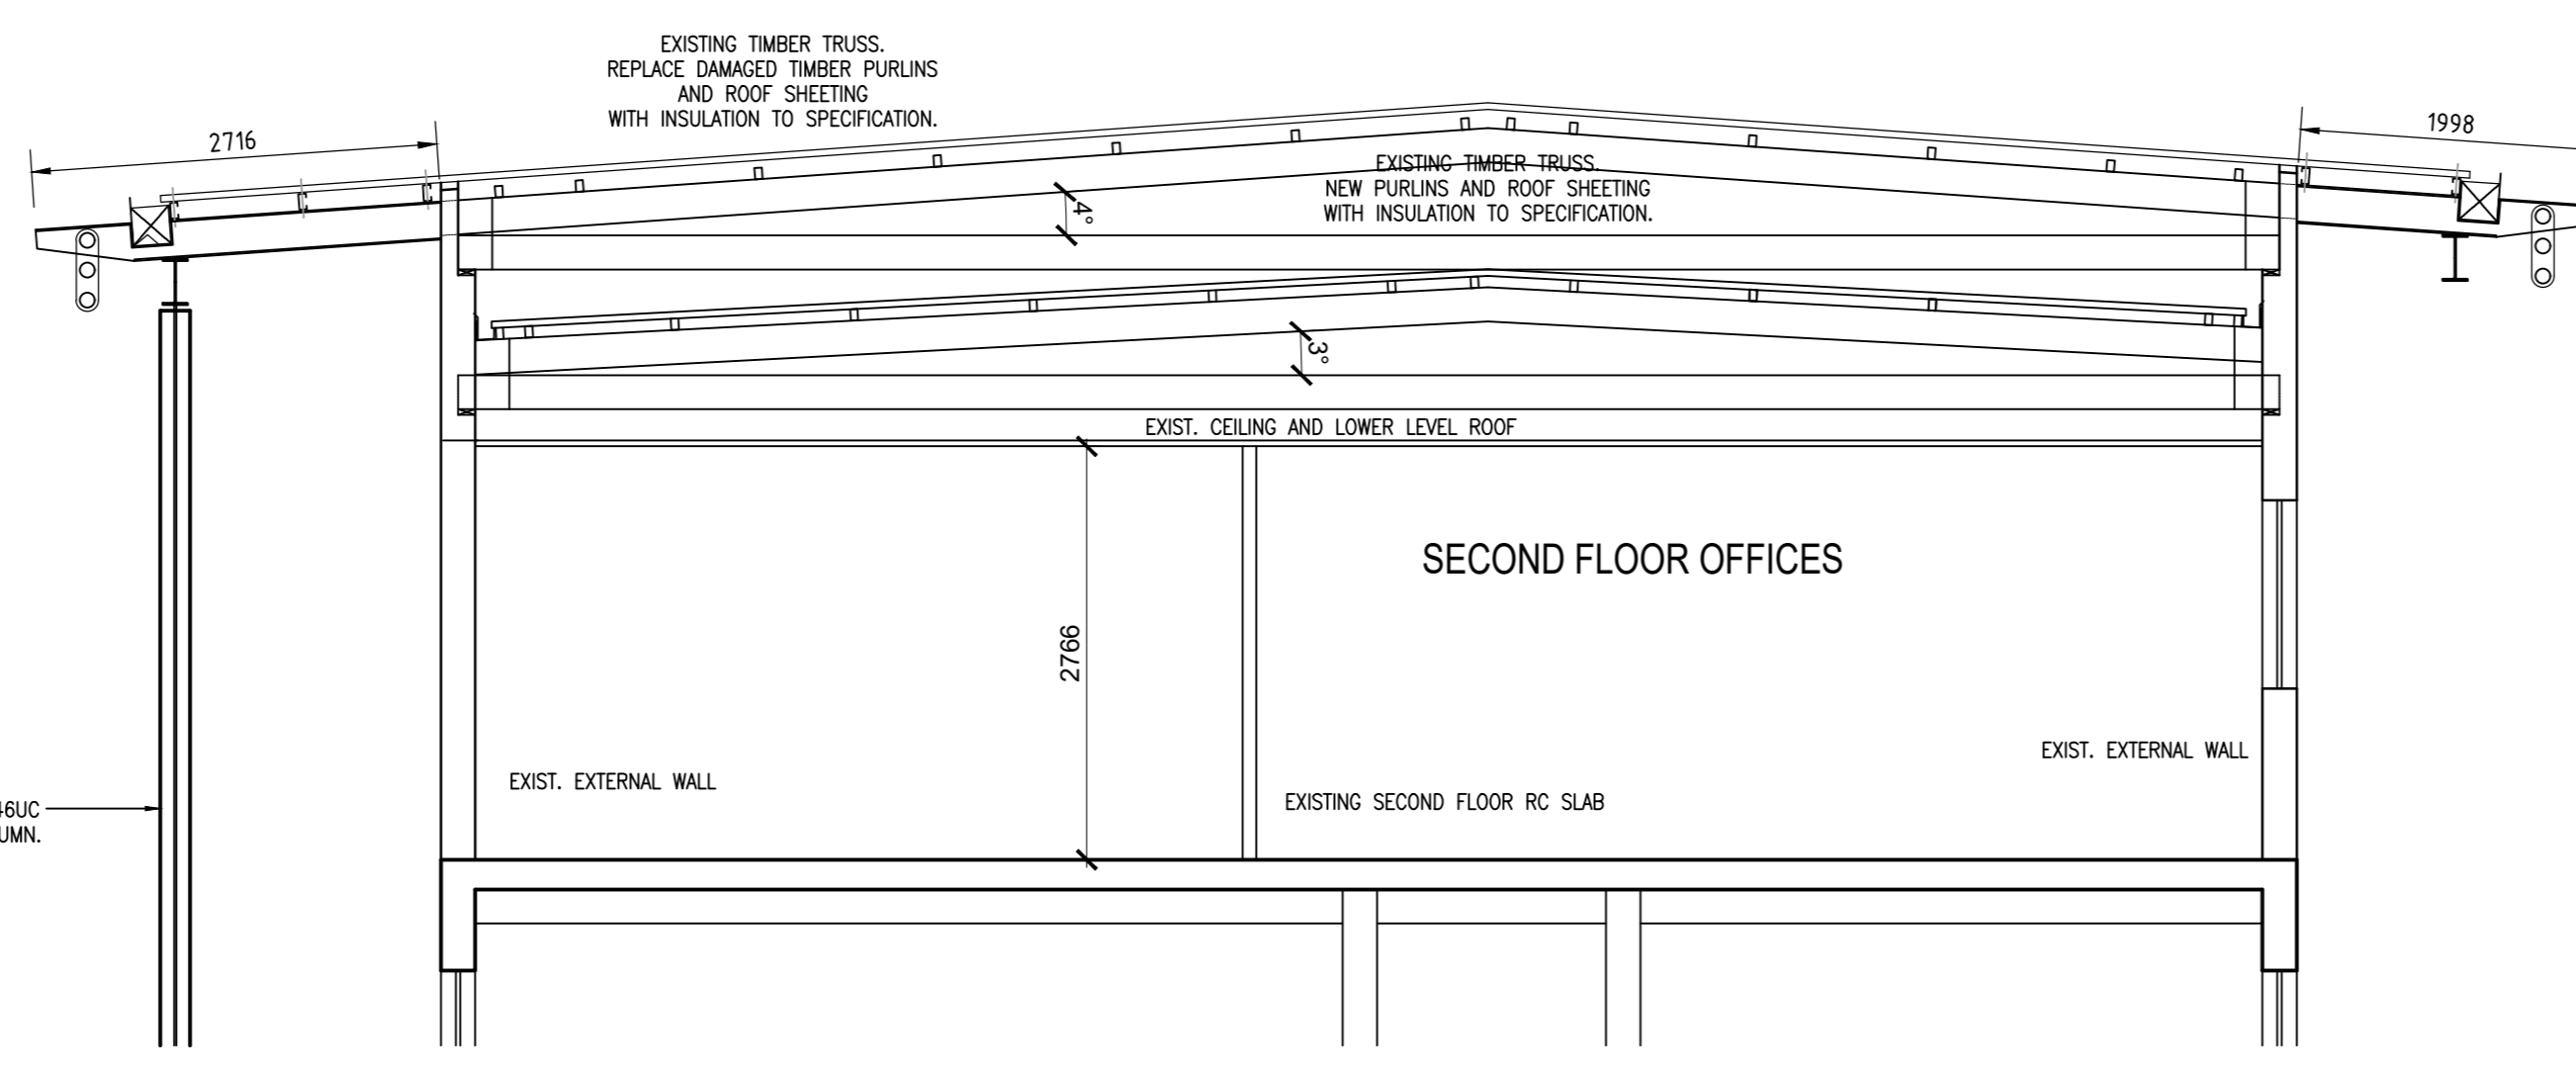 EXISTING TIMBER TRUSS.
REPLACE DAMAGED TIMBER PURLINS
AND ROOF SHEETING
WITH INSULATION TO SPECIFICATION.
2716
1998
EXISTING TIMBER TRUSS.
NEW PURLINS AND ROOF SHEETING
WITH INSULATION TO SPECIFICATION.
4°
3°
EXIST. CEILING AND LOWER LEVEL ROOF
SECOND FLOOR OFFICES
2766
EXIST. EXTERNAL WALL
EXIST. EXTERNAL WALL
EXISTING SECOND FLOOR RC SLAB
46UC
UMN.